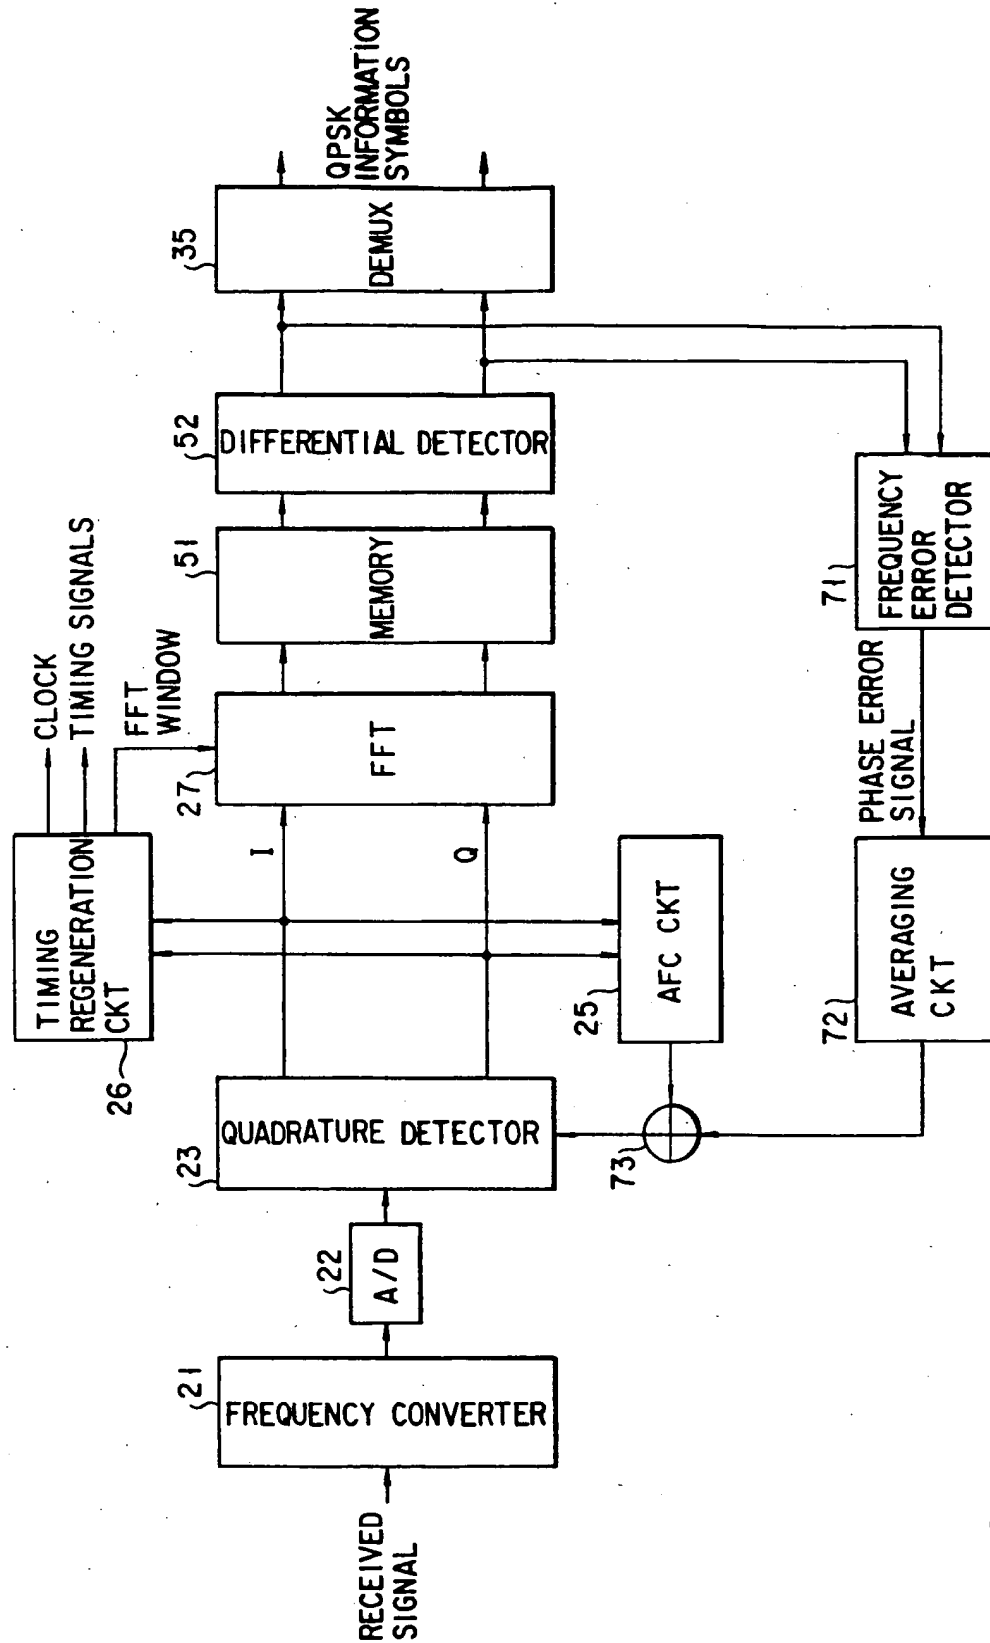 RECEIVED
SIGNAL
21
FREQUENCY CONVERTER
22
A/D
23
QUADRATURE DETECTOR
26
TIMING
REGENERATION
CKT
CLOCK
TIMING SIGNALS
FFT
WINDOW
I
Q
27
FFT
51
MEMORY
52
DIFFERENTIAL DETECTOR
35
DEMUX
QPSK
INFORMATION
SYMBOLS
73
25
AFC CKT
72
AVERAGING
CKT
PHASE ERROR
SIGNAL
71
FREQUENCY
ERROR
DETECTOR